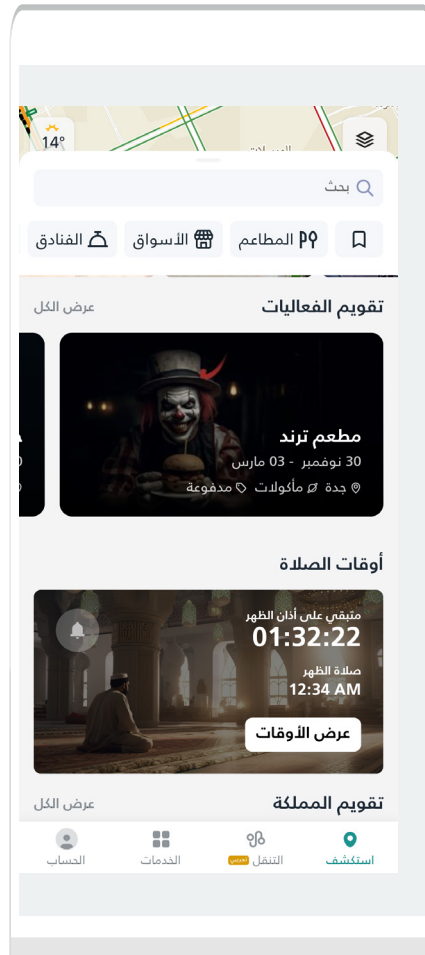 14°
بحث
المطاعم
الأسواق
الفنادق
تقويم الفعاليات
عرض الكل
مطعم ترند
30 نوفمبر - 03 مارس
جدة مأكولات مدفوعة
أوقات الصلاة
متبقي على أذان الظهر
01:32:22
صلاة الظهر
12:34 AM
عرض الأوقات
تقويم المملكة
عرض الكل
استكشف
التنقل تجريبي
الخدمات
الحساب